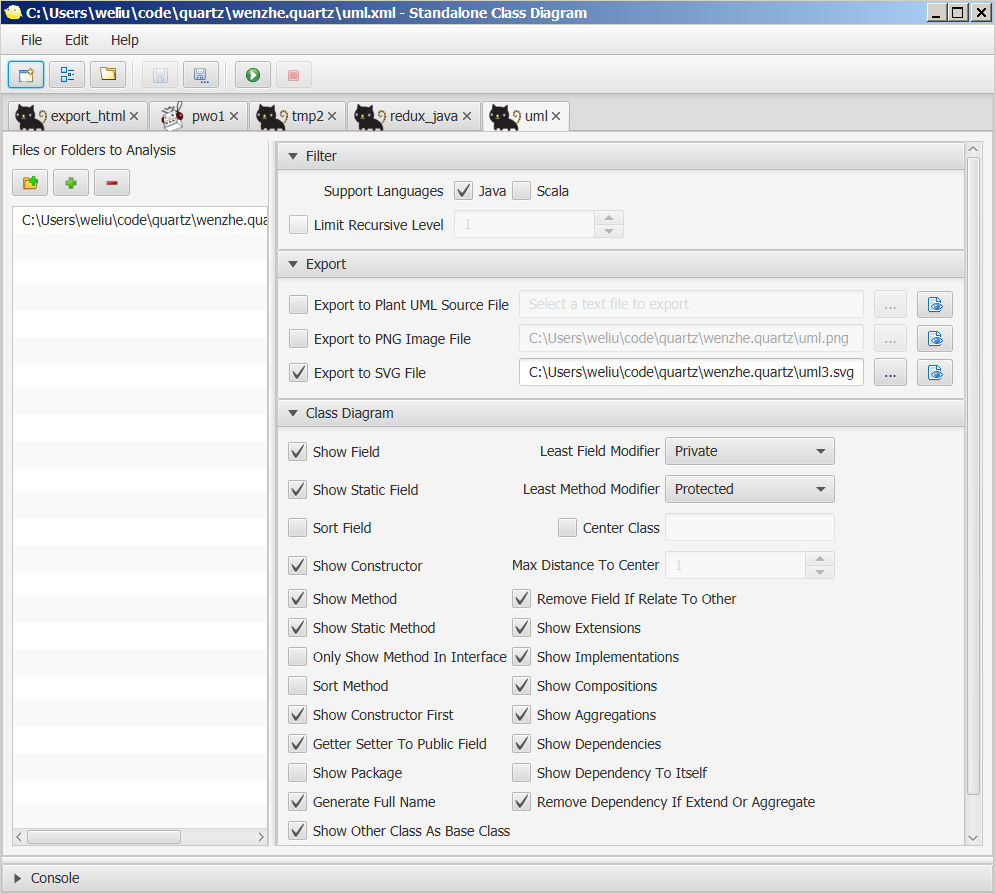 C:\Users\weliu\code\quartz\wenzhe.quartz\uml.xml - Standalone Class Diagram
File Edit Help
export_html pwo1 tmp2 redux_java uml
Files or Folders to Analysis
C:\Users\weliu\code\quartz\wenzhe.qua
Filter
Support Languages Java Scala
Limit Recursive Level 1
Export
Export to Plant UML Source File Select a text file to export ...
Export to PNG Image File C:\Users\weliu\code\quartz\wenzhe.quartz\uml.png ...
Export to SVG File C:\Users\weliu\code\quartz\wenzhe.quartz\uml3.svg ...
Class Diagram
Show Field Least Field Modifier Private
Show Static Field Least Method Modifier Protected
Sort Field Center Class
Show Constructor Max Distance To Center 1
Show Method Remove Field If Relate To Other
Show Static Method Show Extensions
Only Show Method In Interface Show Implementations
Sort Method Show Compositions
Show Constructor First Show Aggregations
Getter Setter To Public Field Show Dependencies
Show Package Show Dependency To Itself
Generate Full Name Remove Dependency If Extend Or Aggregate
Show Other Class As Base Class
Console